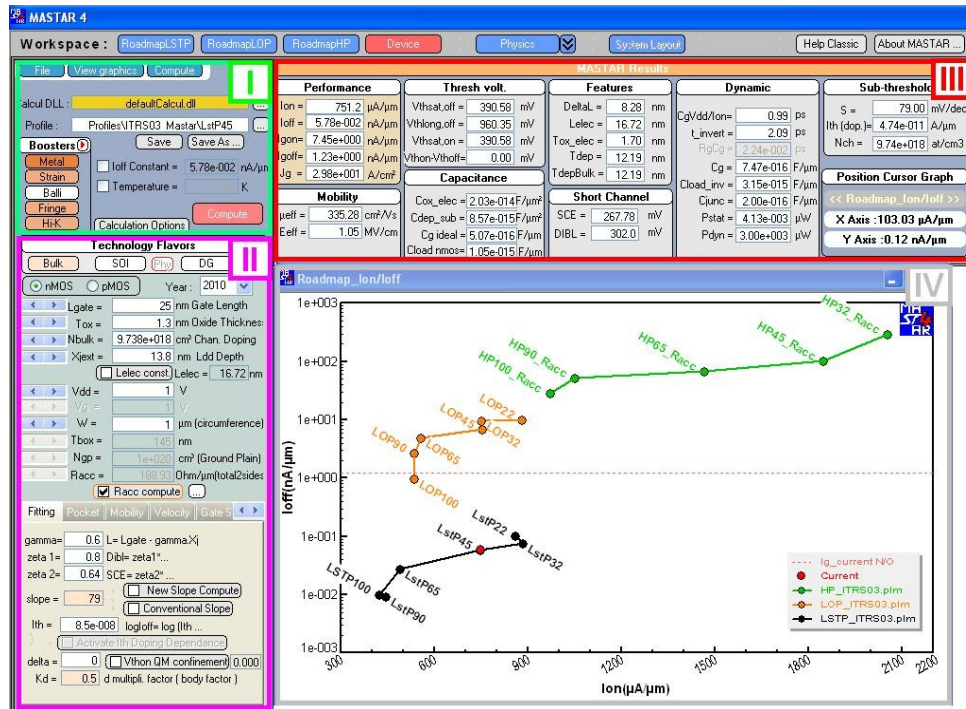 MASTAR 4
Workspace : RoadmapLSTP RoadmapLOP RoadmapHP Device Physics System Layout Help Classic About MASTAR ...
File View graphics Compute I
Calcul DLL : defaultCalcul.dll ...
Profile : Profiles\ITRS03_Mastar\LstP45 ...
Boosters Save Save As ...
Metal
Strain
Balli
Fringe
Hi-K
Ioff Constant = 5.78e-002 nA/µn
Temperature = K
Compute
Calculation Options
MASTAR Results III
Performance
Ion = 751.2 µA/µm
Ioff = 5.78e-002 nA/µm
Igon= 7.45e+000 nA/µm
Igoff= 1.23e+000 nA/µm
Jg = 2.98e+001 A/cm²
Mobility
µeff = 335.28 cm²/Vs
Eeff = 1.05 MV/cm
Thresh volt.
Vthsat,off = 390.58 mV
Vthlong,off= 960.35 mV
Vthsat,on = 390.58 mV
Vthon-Vthoff= 0.00 mV
Capacitance
Cox_elec = 2.03e-014 F/µm²
Cdep_sub = 8.57e-015 F/µm²
Cg ideal = 5.07e-016 F/µm
Cload nmos= 1.05e-015 F/µm
Features
DeltaL = 8.28 nm
Lelec = 16.72 nm
Tox_elec = 1.70 nm
Tdep = 12.19 nm
TdepBulk = 12.19 nm
Short Channel
SCE = 267.78 mV
DIBL = 302.0 mV
Dynamic
CgVdd/Ion= 0.99 ps
t_invert = 2.09 ps
RgCg = 2.24e-002 ps
Cg = 7.47e-016 F/µm
Cload_inv = 3.15e-015 F/µm
Cjunc = 2.00e-016 F/µm
Pstat = 4.13e-003 µW
Pdyn = 3.00e+003 µW
Sub-threshold
S = 79.00 mV/dec
Ith (dop.)= 4.74e-011 A/µm
Nch = 9.74e+018 at/cm3
Position Cursor Graph
<< Roadmap_Ion/Ioff >>
X Axis :103.03 µA/µm
Y Axis :0.12 nA/µm
Technology Flavors II
Bulk SOI Phy DG
nMOS pMOS Year : 2010
Lgate = 25 nm Gate Length
Tox = 1.3 nm Oxide Thicknes:
Nbulk = 9.738e+018 cm³ Chan. Doping
Xjext = 13.8 nm Ldd Depth
Lelec const. Lelec = 16.72 nm
Vdd = 1 V
Vg = 1 V
W = 1 µm (circumference)
Tbox = 145 nm
Ngp = 1e+020 cm³ (Ground Plain)
Racc = 188.93 Ohm/µm(total2sides
Racc compute ...
Fitting Pocket Mobility Velocity Gate S
gamma= 0.6 L= Lgate - gamma.Xj
zeta 1= 0.8 Dibl= zeta1*...
zeta 2= 0.64 SCE= zeta2*...
slope = 79 New Slope Compute
Conventional Slope
Ith = 8.5e-008 logIoff= log (Ith ...
Activate Ith Doping Dependance
delta = 0 Vthon QM confinement 0.000
Kd = 0.5 d multipli. factor ( body factor )
Roadmap_Ion/Ioff IV
MASTAR
Ioff(nA/µm)
1e+003
1e+002
1e+001
1e+000
1e-001
1e-002
1e-003
HP100_Racc
HP90_Racc
HP65_Racc
HP45_Racc
HP32_Racc
LOP100
LOP90
LOP65
LOP45
LOP32
LOP22
LSTP100
LstP90
LstP65
LstP45
LstP32
LstP22
Ig_current N/O
Current
HP_ITRS03.plm
LOP_ITRS03.plm
LSTP_ITRS03.plm
300 600 900 1200 1500 1800 2100 2200
Ion(µA/µm)